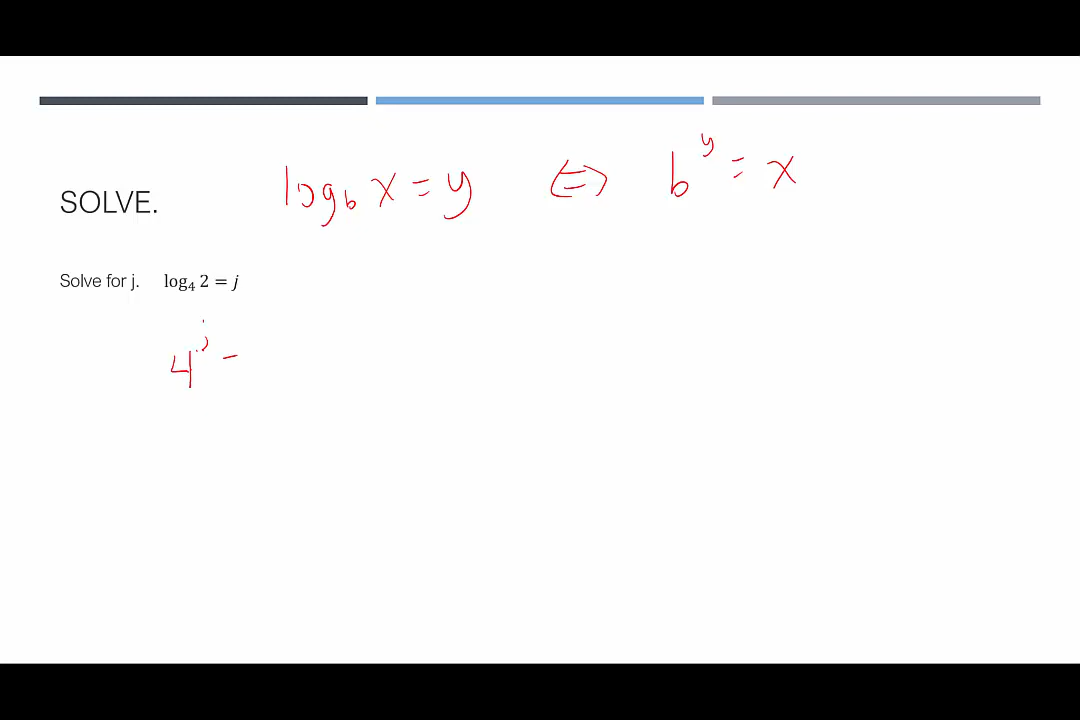 log_b x = y ⇔ b^y = x
SOLVE.
Solve for j. log₄ 2 = j
4^j –